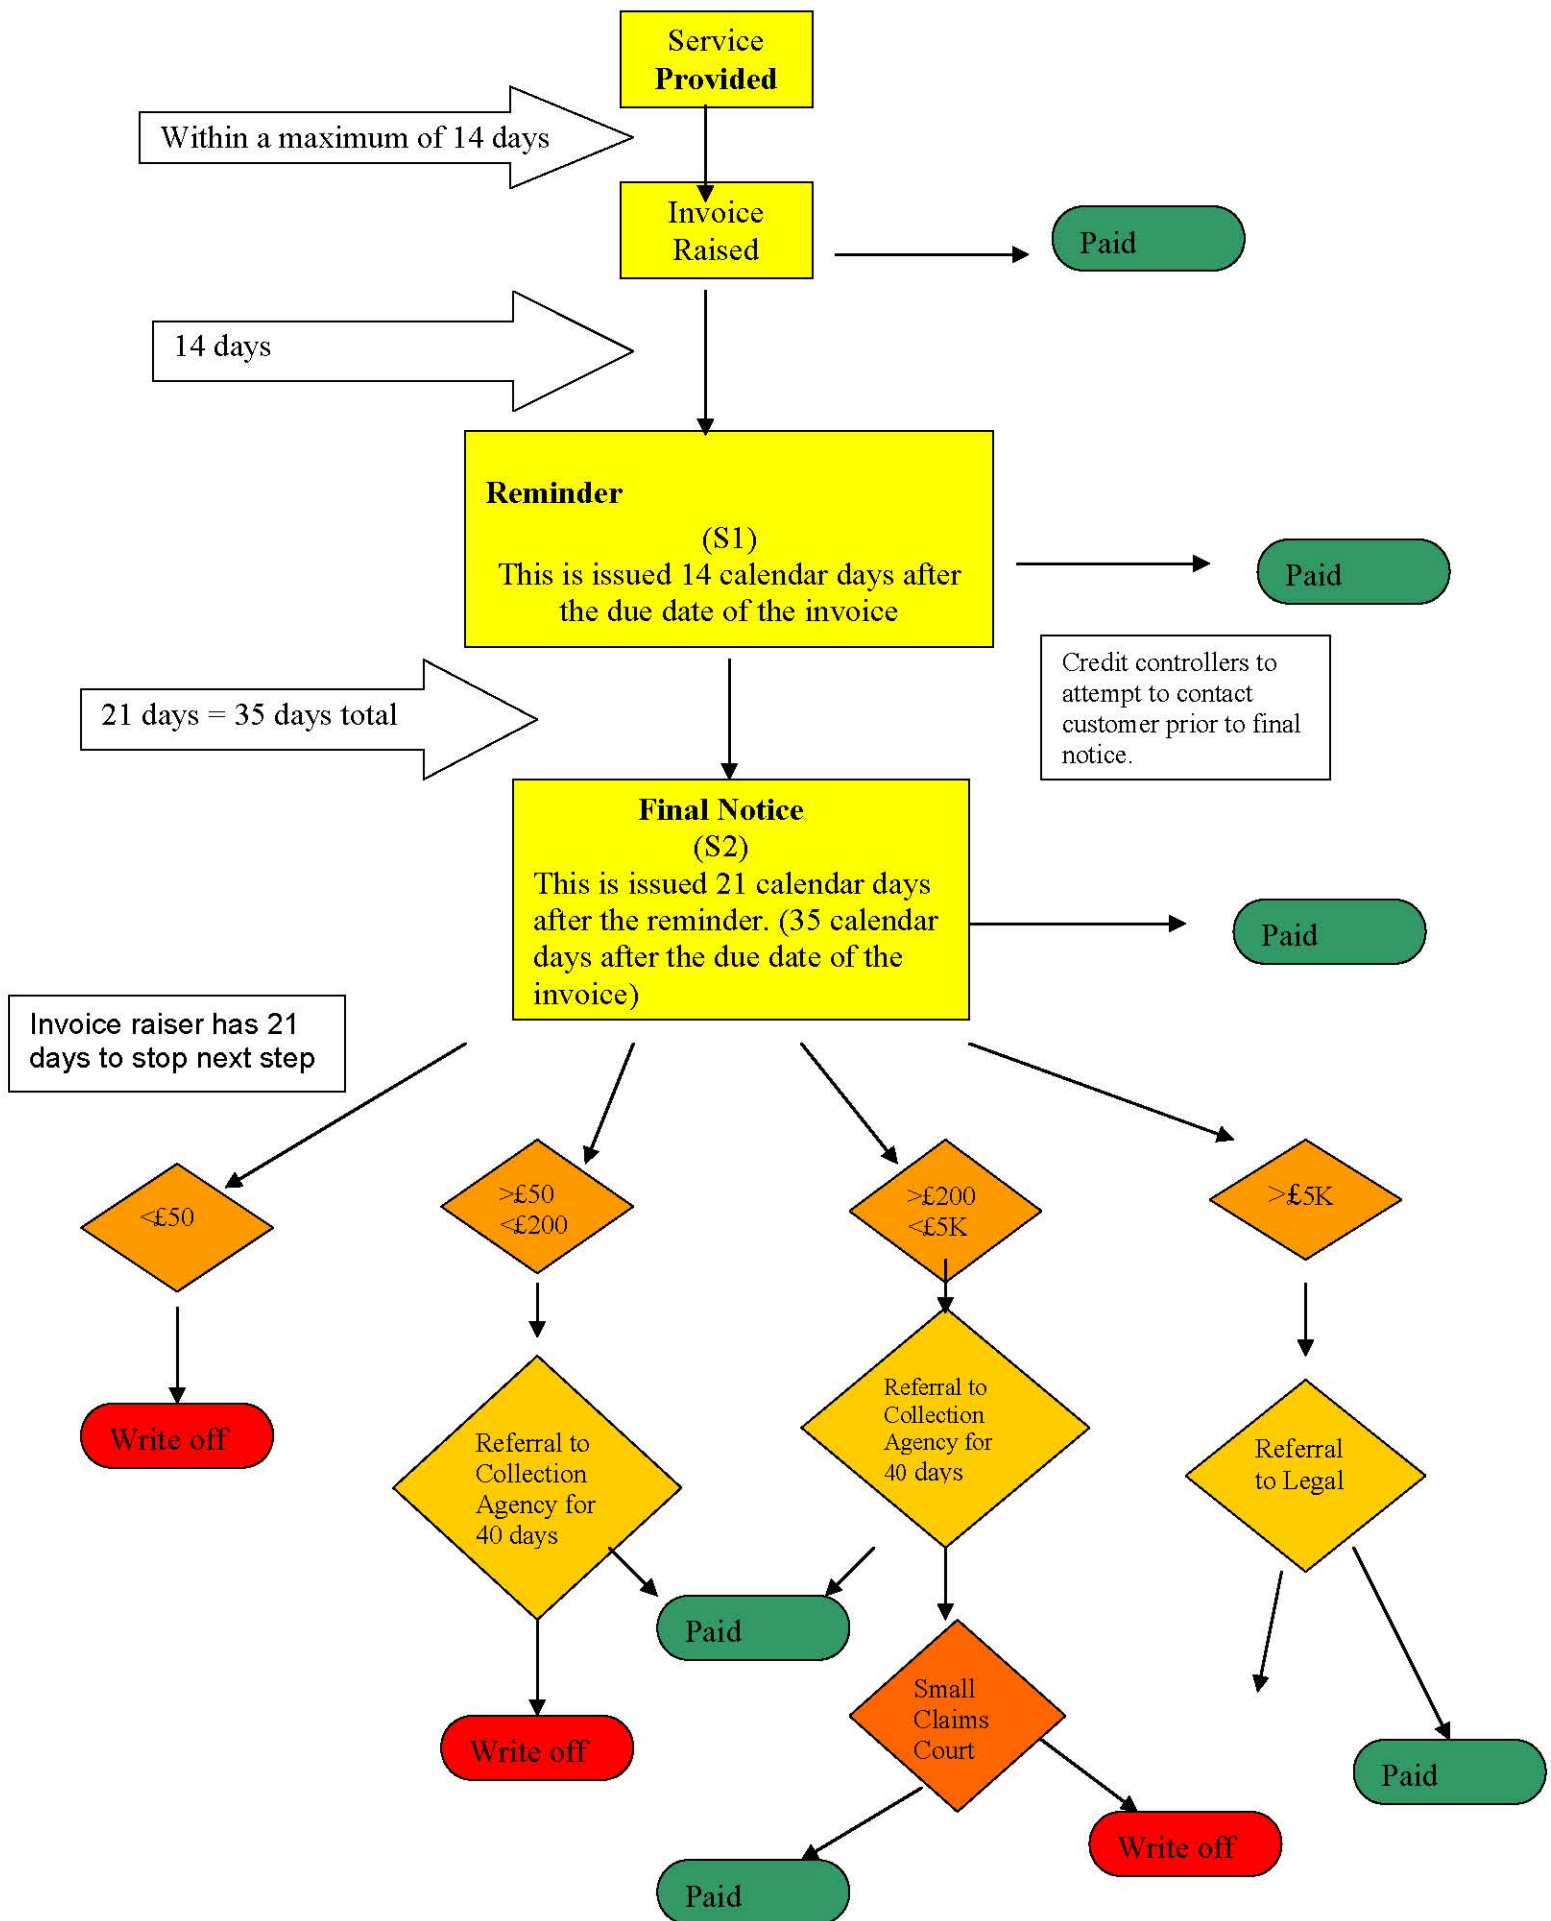 Service
Provided
Within a maximum of 14 days
Invoice
Raised
Paid
14 days
Reminder
(S1)
This is issued 14 calendar days after
the due date of the invoice
Paid
Credit controllers to
attempt to contact
customer prior to final
notice.
21 days = 35 days total
Final Notice
(S2)
This is issued 21 calendar days
after the reminder. (35 calendar
days after the due date of the
invoice)
Paid
Invoice raiser has 21
days to stop next step
<£50
>£50
<£200
>£200
<£5K
>£5K
Write off
Referral to
Collection
Agency for
40 days
Referral to
Collection
Agency for
40 days
Referral
to Legal
Paid
Write off
Small
Claims
Court
Paid
Write off
Paid